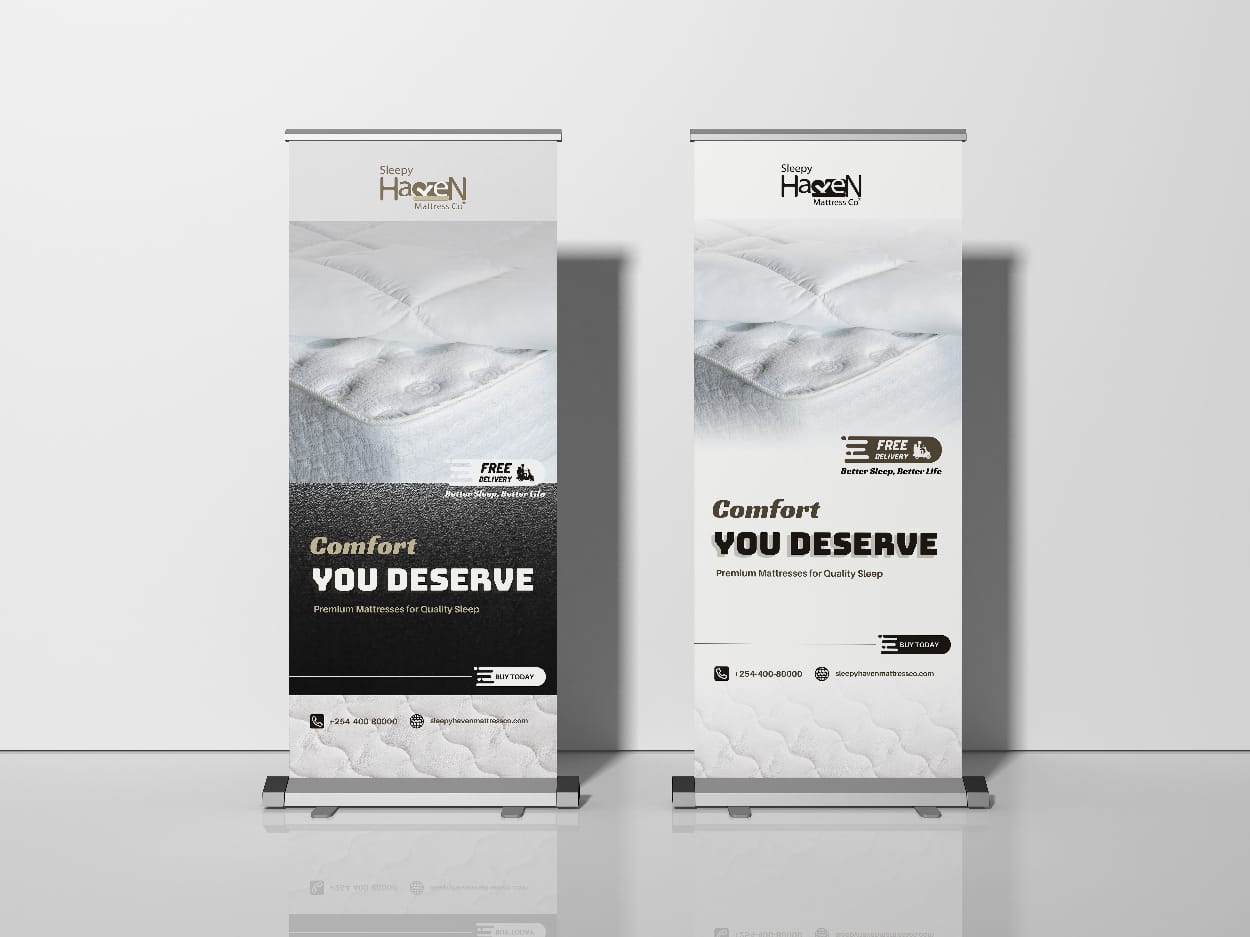 Sleepy
HaveN
Mattress Co
FREE
DELIVERY
Better Sleep, Better Life
Comfort
YOU DESERVE
Premium Mattresses for Quality Sleep
BUY TODAY
+254-400-80000
sleepyhavenmattressco.com
Sleepy
HaveN
Mattress Co
FREE
DELIVERY
Better Sleep, Better Life
Comfort
YOU DESERVE
Premium Mattresses for Quality Sleep
BUY TODAY
+254-400-80000
sleepyhavenmattressco.com